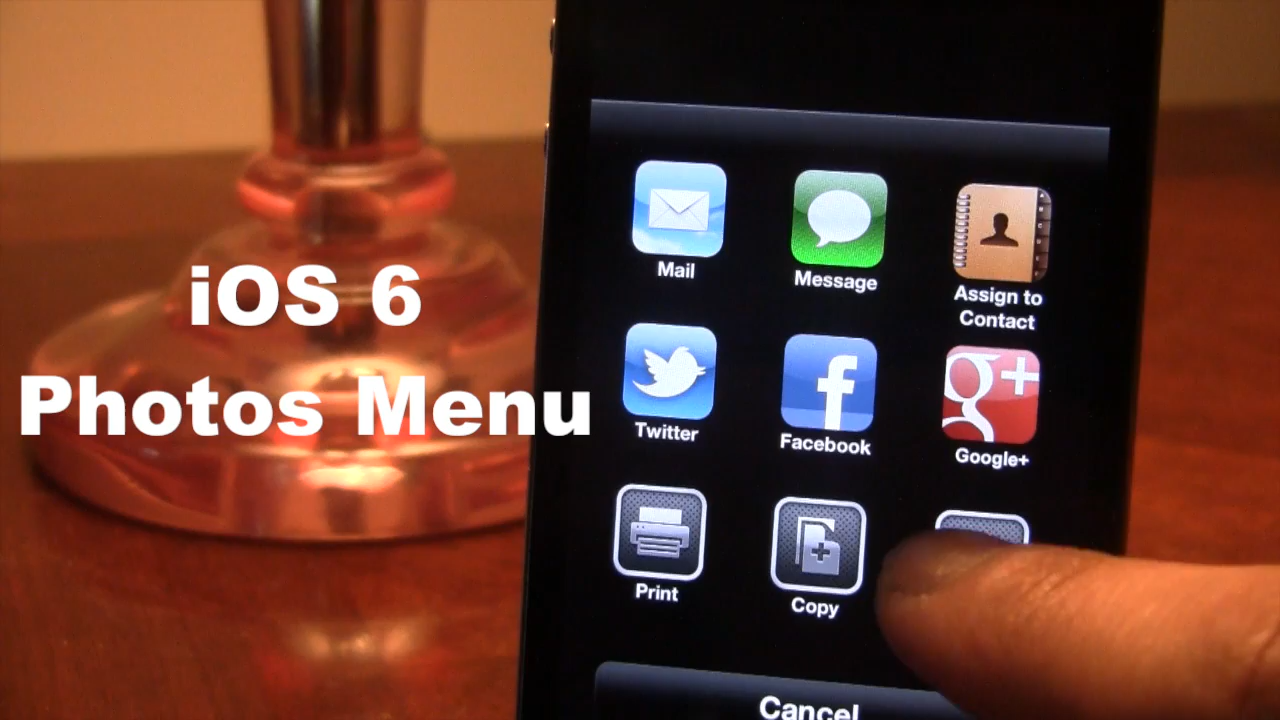 iOS 6
Photos Menu
Mail
Message
Assign to
Contact
Twitter
Facebook
g+
Google+
Print
Copy
Cancel